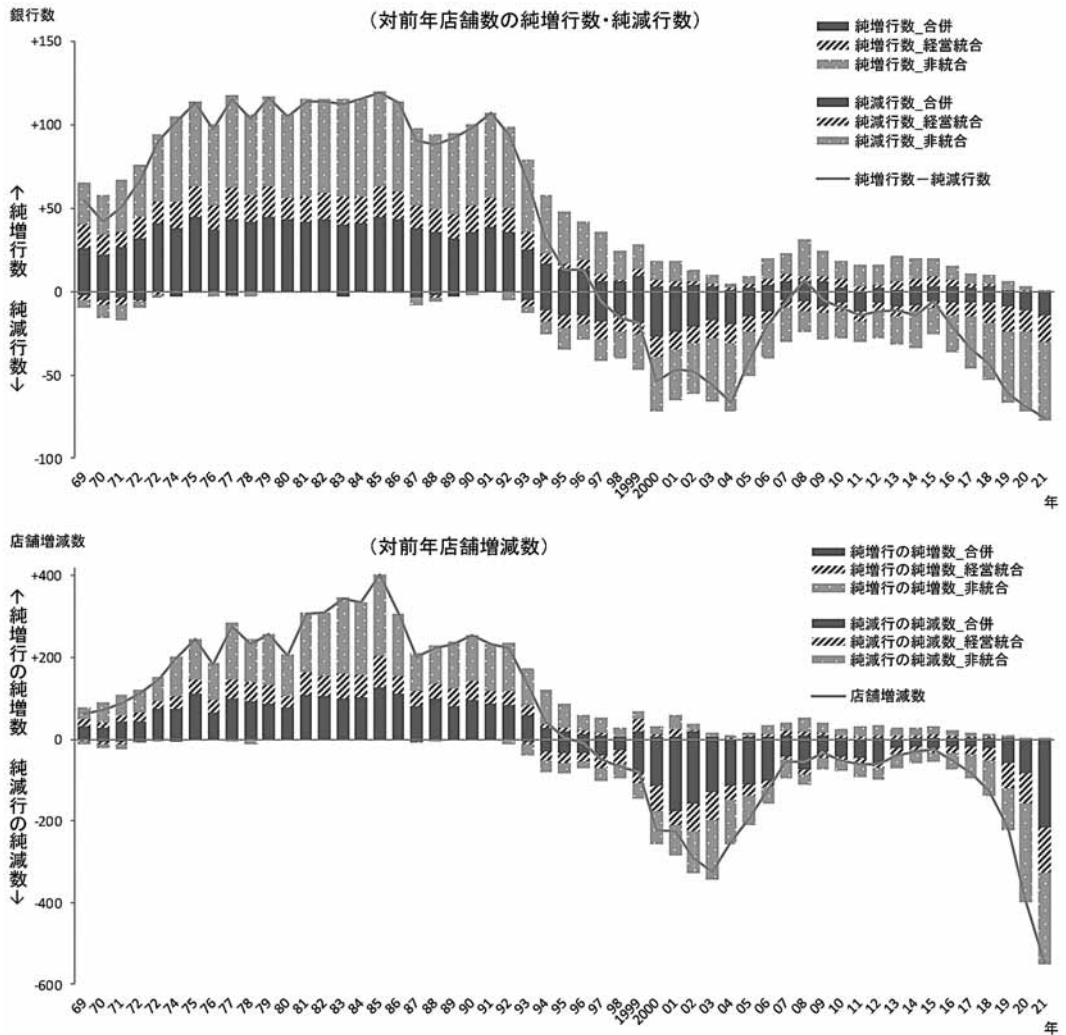 銀行数
(対前年店舗数の純増行数・純減行数)
+150
+100
+50
0
-50
-100
↑純増行数 純減行数↓
純増行数_合併
純増行数_経営統合
純増行数_非統合
純減行数_合併
純減行数_経営統合
純減行数_非統合
純増行数－純減行数
69 70 71 72 72 74 75 76 77 78 79 80 81 82 83 84 85 86 87 88 89 90 91 92 93 94 95 96 97 98 1999 2000 01 02 03 04 05 06 07 08 09 10 11 12 13 14 15 16 17 18 19 20 21
年
店舗増減数
(対前年店舗増減数)
+400
+200
0
-200
-400
-600
↑純増行の純増数 純減行の純減数↓
純増行の純増数_合併
純増行の純増数_経営統合
純増行の純増数_非統合
純減行の純減数_合併
純減行の純減数_経営統合
純減行の純減数_非統合
店舗増減数
69 70 71 72 72 74 75 76 77 78 79 80 81 82 83 84 85 86 87 88 89 90 91 92 93 94 95 96 97 98 1999 2000 01 02 03 04 05 06 07 08 09 10 11 12 13 14 15 16 17 18 19 20 21
年